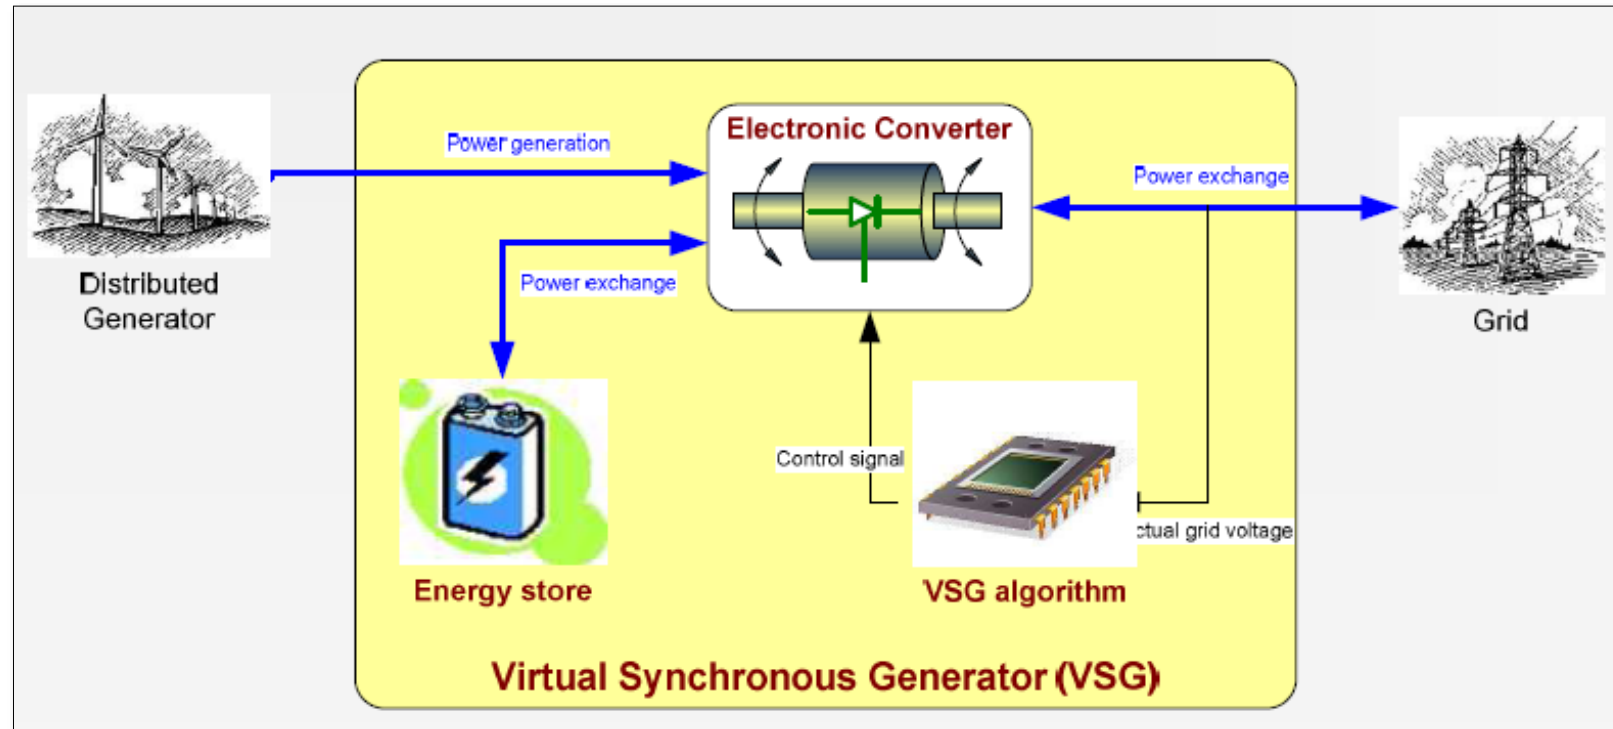 Electronic Converter
Power generation
Power exchange
Power exchange
Distributed
Generator
Grid
Control signal
ctual grid voltage
Energy store
VSG algorithm
Virtual Synchronous Generator (VSG)